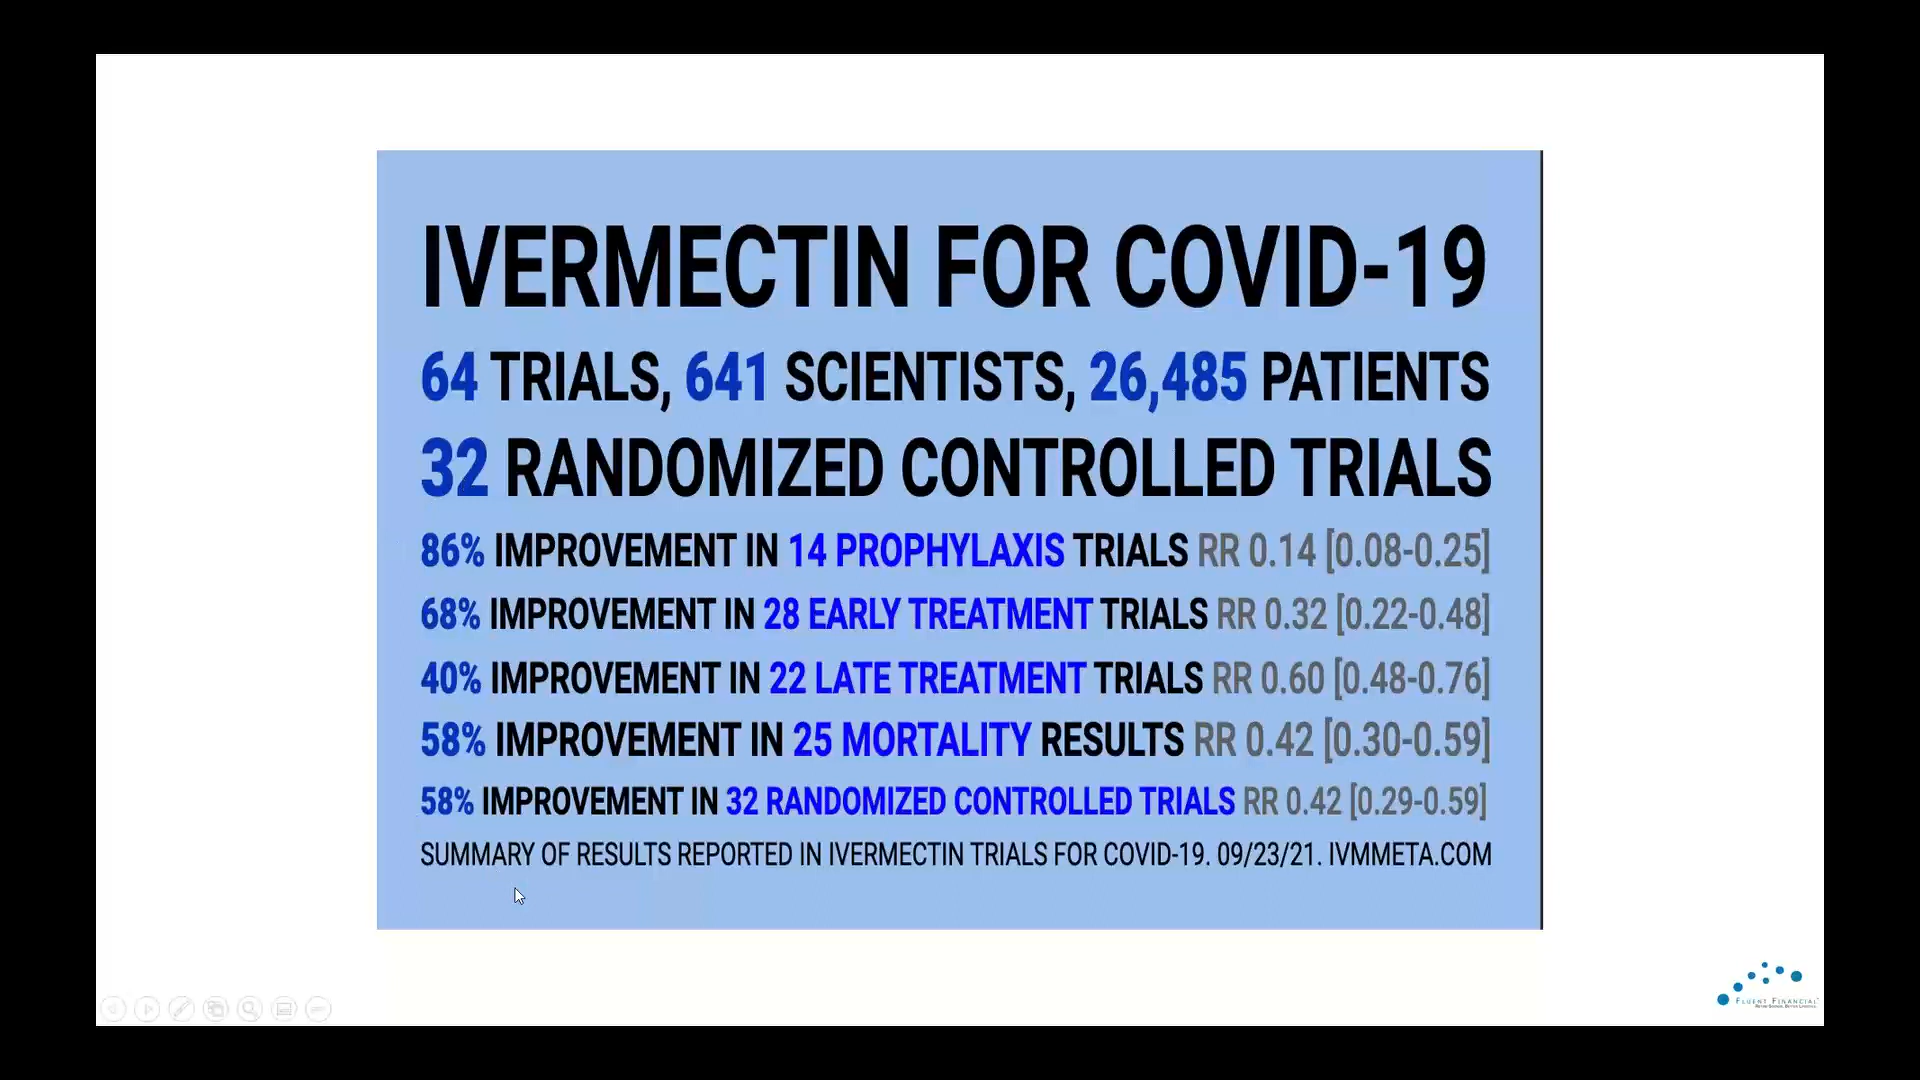 IVERMECTIN FOR COVID-19
64 TRIALS, 641 SCIENTISTS, 26,485 PATIENTS
32 RANDOMIZED CONTROLLED TRIALS
86% IMPROVEMENT IN 14 PROPHYLAXIS TRIALS RR 0.14 [0.08-0.25]
68% IMPROVEMENT IN 28 EARLY TREATMENT TRIALS RR 0.32 [0.22-0.48]
40% IMPROVEMENT IN 22 LATE TREATMENT TRIALS RR 0.60 [0.48-0.76]
58% IMPROVEMENT IN 25 MORTALITY RESULTS RR 0.42 [0.30-0.59]
58% IMPROVEMENT IN 32 RANDOMIZED CONTROLLED TRIALS RR 0.42 [0.29-0.59]
SUMMARY OF RESULTS REPORTED IN IVERMECTIN TRIALS FOR COVID-19. 09/23/21. IVMMETA.COM
FLUENT FINANCIAL